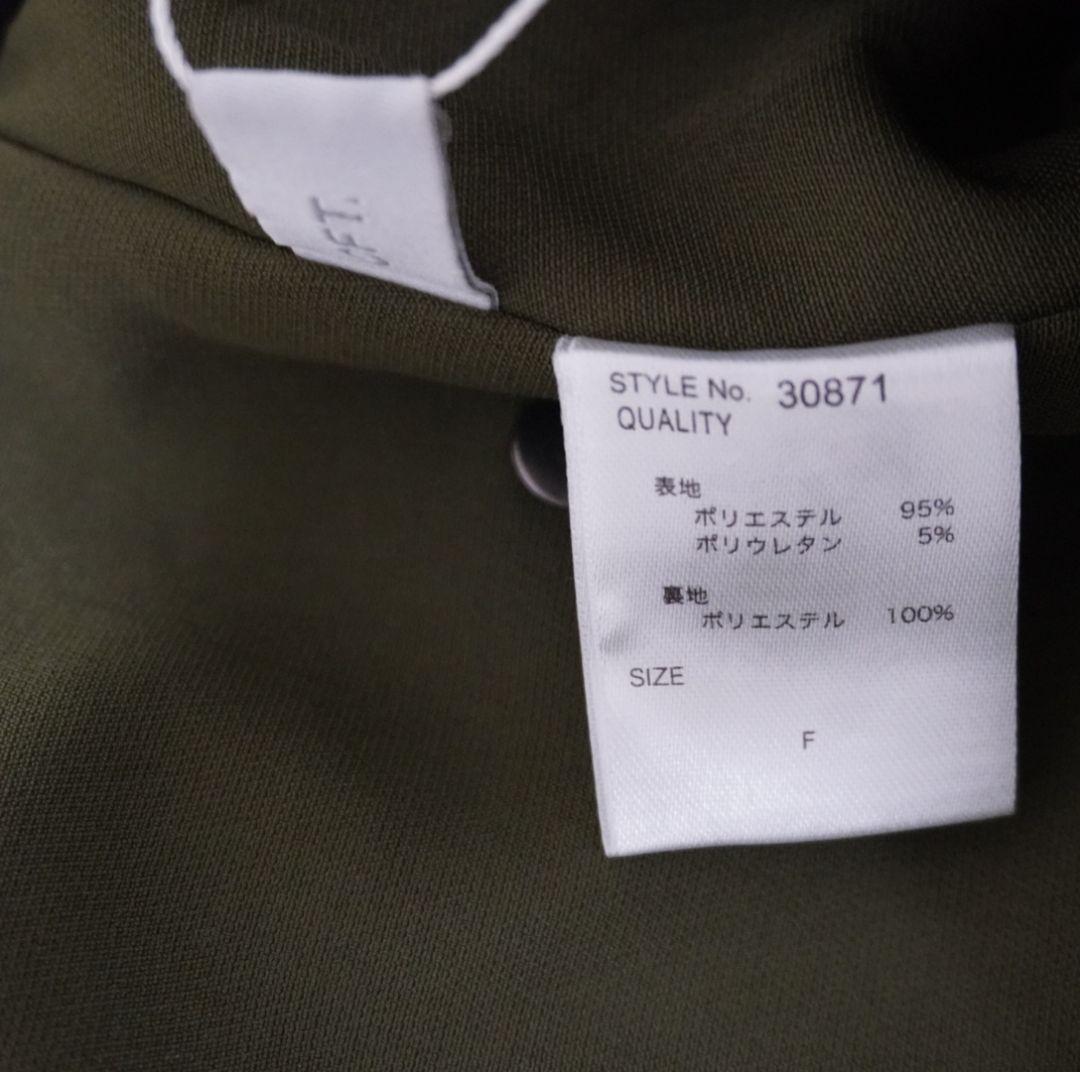 CFT.
STYLE No. 30871
QUALITY
表地
ポリエステル 95%
ポリウレタン 5%
裏地
ポリエステル 100%
SIZE
F